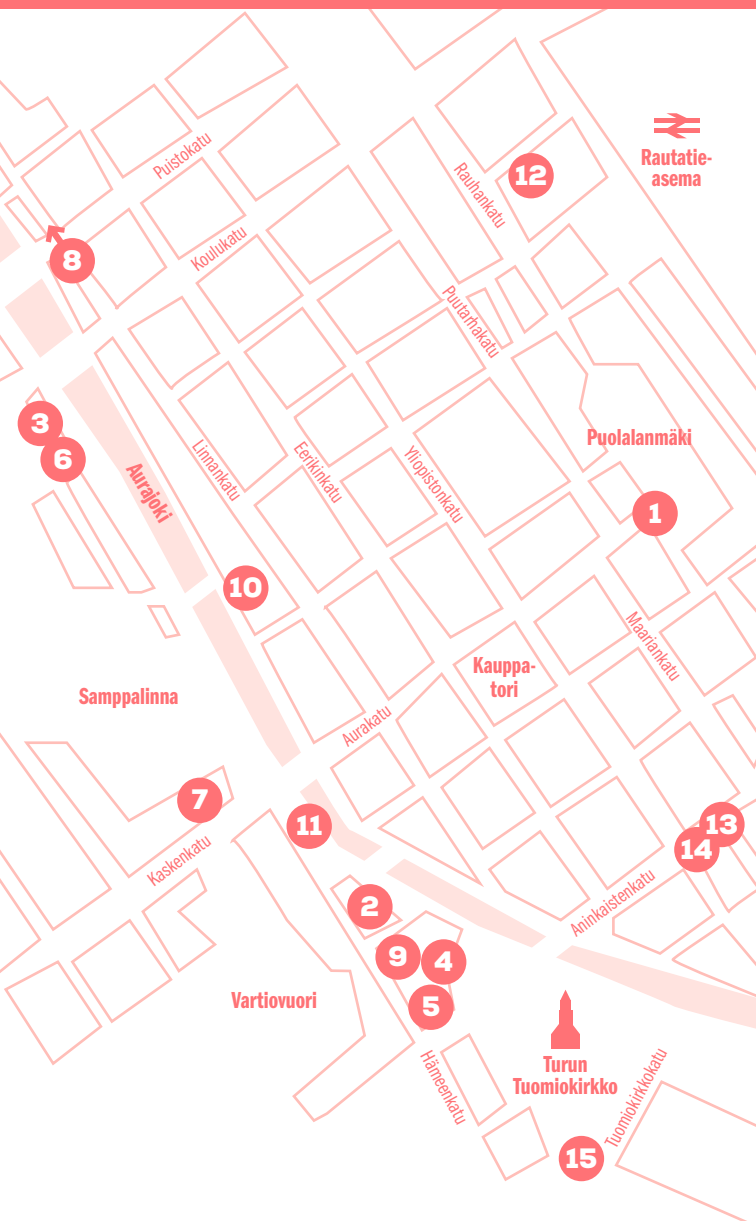 Puistokatu
Rauhankatu
12
Rautatie-
asema
Koulukatu
8
Puutarhakatu
3
6
Aurajoki
Linnankatu
Eerikinkatu
Yliopistonkatu
Puolalanmäki
1
10
Maariankatu
Kauppa-
tori
Samppalinna
Aurakatu
7
11
13
14
Kaskenkatu
Aninkaistenkatu
2
9
4
5
Vartiovuori
Hämeenkatu
Turun
Tuomiokirkko
Tuomiokirkkokatu
15